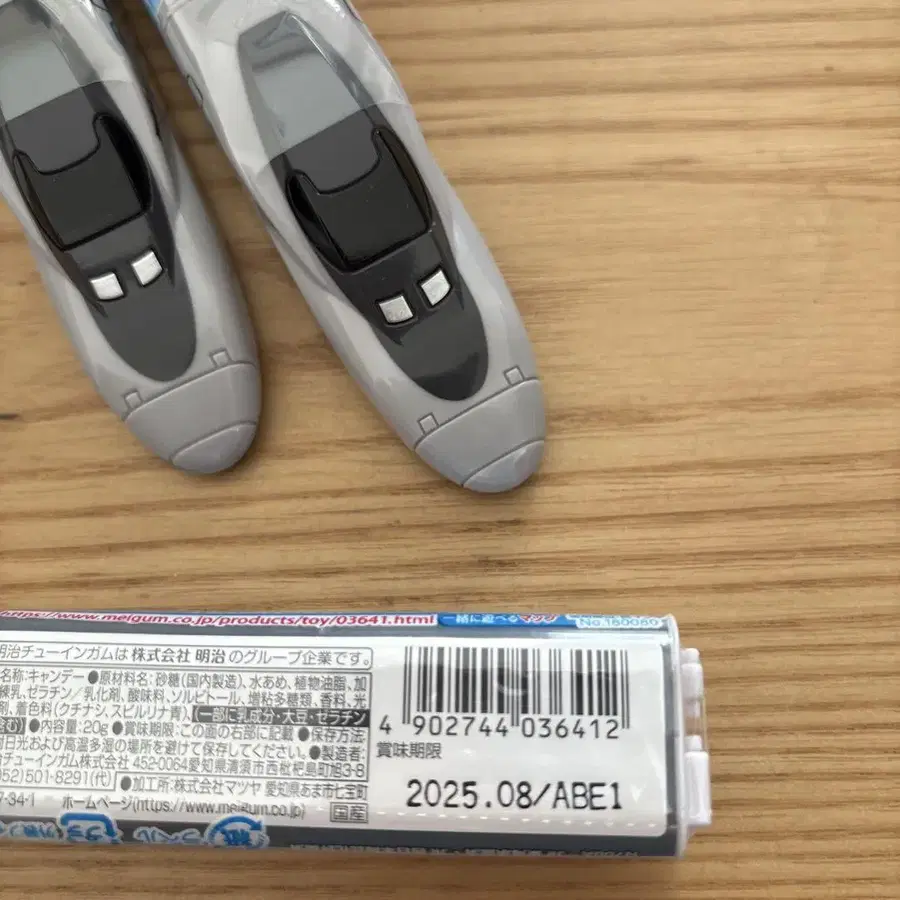 https://www.meigum.co.jp/products/toy/03641.html
一緒に遊べるマップ
No.160080
明治チューインガムは 株式会社 明治 のグループ企業です。
名称:キャンデー ●原材料名:砂糖(国内製造)、水あめ、植物油脂、加
練乳、ゼラチン/乳化剤、酸味料、ソルビトール、増粘多糖類、香料、光
剤、着色料(クチナシ、スピルリナ青)、(一部に乳成分・大豆・ゼラチン
含む) ●内容量:20g ●賞味期限:この面の右部に記載 ●保存方法:
日光および高温多湿の場所を避けて保存してください。 ●製造者:
チューインガム株式会社 452-0064愛知県清須市西枇杷島町旭3-8
052)501-8291(代) ●加工所:株式会社マツヤ 愛知県あま市七宝町
7-34-1 ホームページ(https://www.meigum.co.jp) 国産
4 902744 036412
賞味期限
2025.08/ABE1
紙